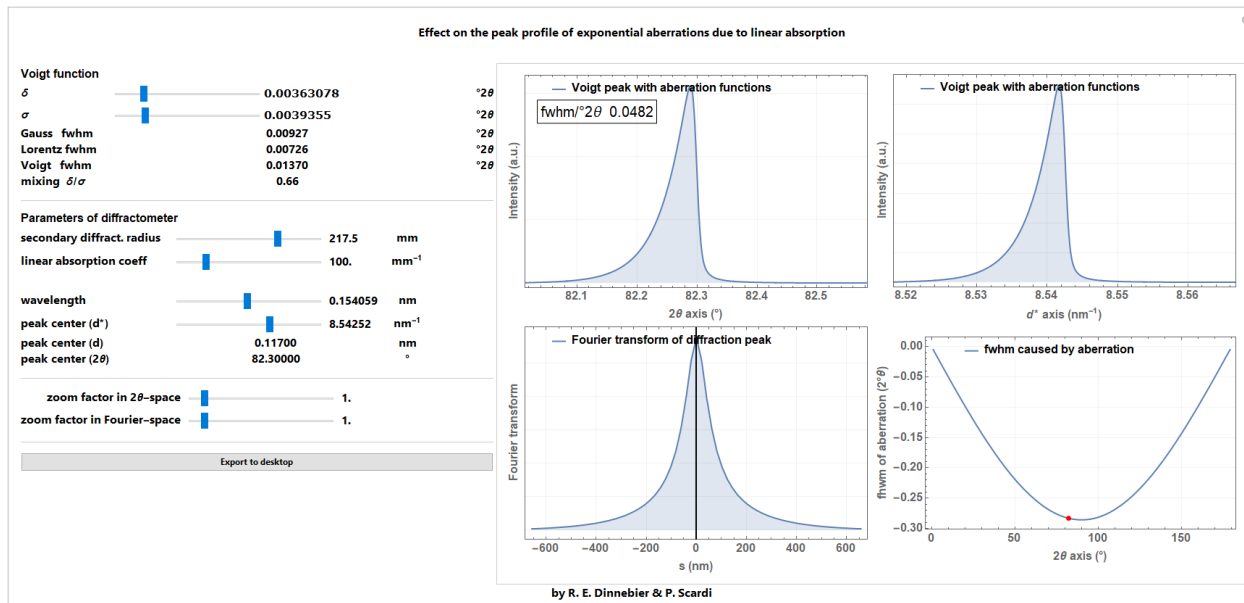 Effect on the peak profile of exponential aberrations due to linear absorption
Voigt function
δ 0.00363078 °2θ
σ 0.0039355 °2θ
Gauss fwhm 0.00927 °2θ
Lorentz fwhm 0.00726 °2θ
Voigt fwhm 0.01370 °2θ
mixing δ/σ 0.66
Parameters of diffractometer
secondary diffract. radius 217.5 mm
linear absorption coeff 100. mm⁻¹
wavelength 0.154059 nm
peak center (d*) 8.54252 nm⁻¹
peak center (d) 0.11700 nm
peak center (2θ) 82.30000 °
zoom factor in 2θ-space 1.
zoom factor in Fourier-space 1.
Export to desktop
Voigt peak with aberration functions
fwhm/°2θ 0.0482
Intensity (a.u.)
82.1 82.2 82.3 82.4 82.5
2θ axis (°)
Voigt peak with aberration functions
Intensity (a.u.)
8.52 8.53 8.54 8.55 8.56
d* axis (nm⁻¹)
Fourier transform of diffraction peak
Fourier transform
-600 -400 -200 0 200 400 600
s (nm)
fwhm caused by aberration
fhwm of aberration (2°θ)
0.00
-0.05
-0.10
-0.15
-0.20
-0.25
-0.30
0 50 100 150
2θ axis (°)
by R. E. Dinnebier & P. Scardi